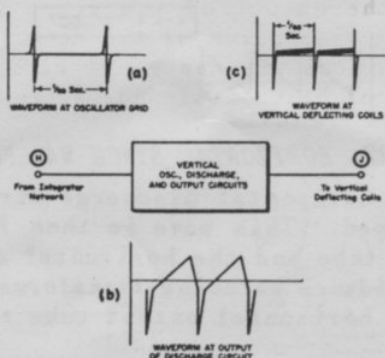 1/60 Sec.
(a)
WAVEFORM AT
OSCILLATOR GRID
1/60
Sec.
(c)
WAVEFORM AT
VERTICAL DEFLECTING COILS
H
From Integrator
Network
VERTICAL
OSC., DISCHARGE,
AND OUTPUT CIRCUITS
J
To Vertical
Deflecting Coils
(b)
WAVEFORM AT OUTPUT
OF DISCHARGE CIRCUIT